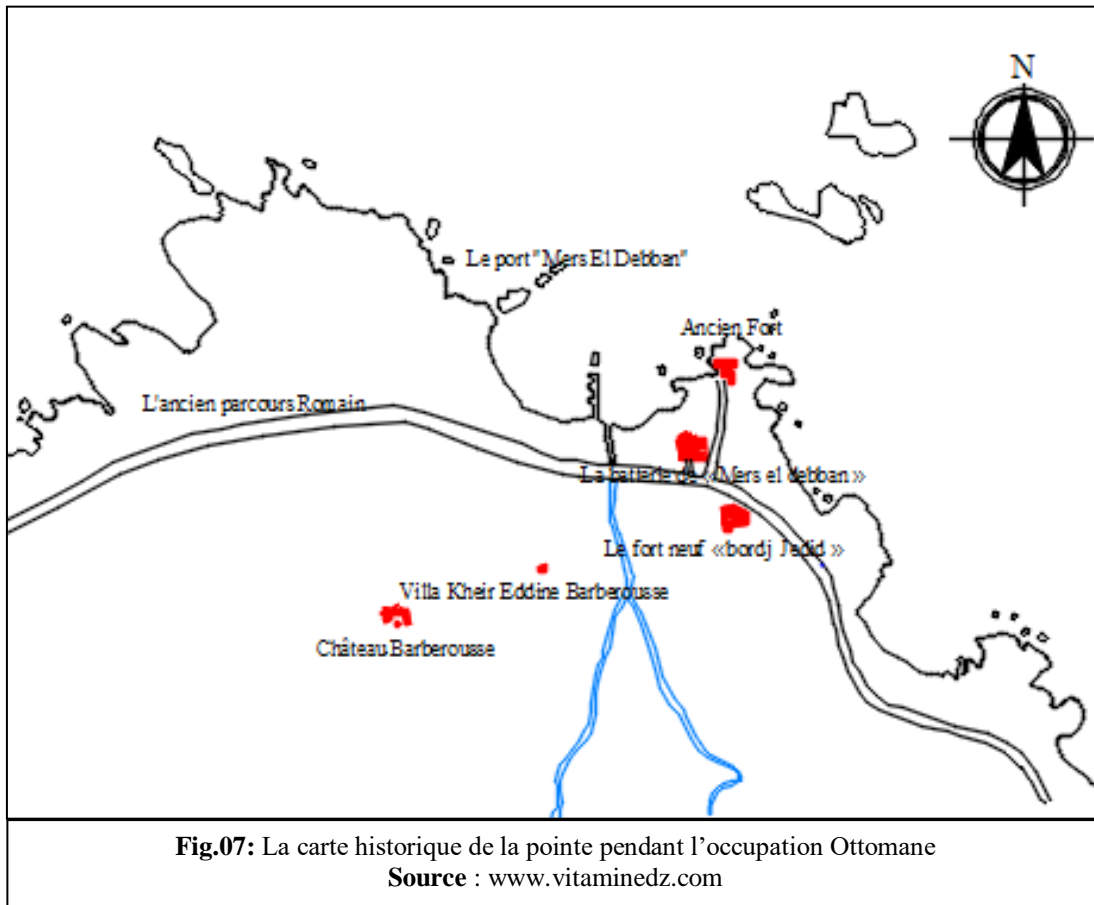 N
Le port "Mers El Debban"
Ancien Fort
L'ancien parcours Romain
La batterie de «Mers el debban »
Le fort neuf «bordj Jedid »
Villa Kheir Eddine Barberousse
Château Barberousse
Fig.07: La carte historique de la pointe pendant l’occupation Ottomane
Source : www.vitaminedz.com